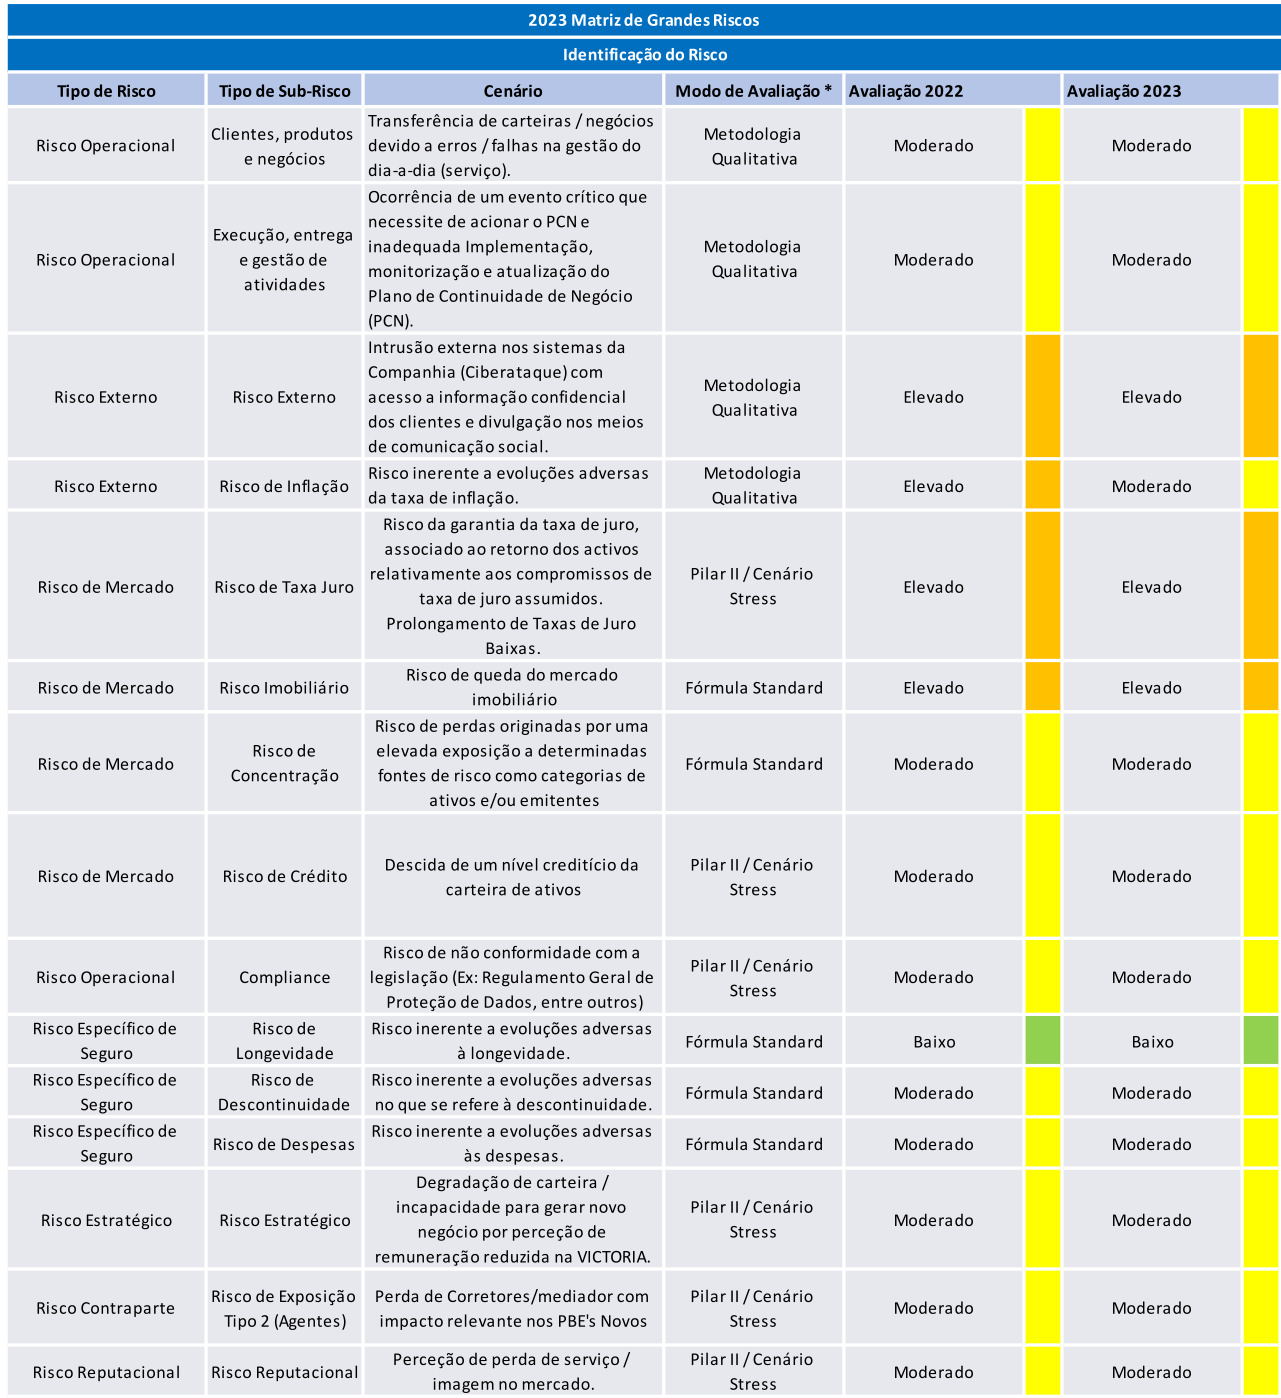 2023 Matriz de Grandes Riscos
Identificação do Risco
Tipo de Risco Tipo de Sub-Risco Cenário Modo de Avaliação * Avaliação 2022 Avaliação 2023
Risco Operacional
Clientes, produtos
e negócios
Transferência de carteiras / negócios
devido a erros / falhas na gestão do
dia-a-dia (serviço).
Metodologia
Qualitativa
Moderado
Moderado
Risco Operacional
Execução, entrega
e gestão de
atividades
Ocorrência de um evento crítico que
necessite de acionar o PCN e
inadequada Implementação,
monitorização e atualização do
Plano de Continuidade de Negócio
(PCN).
Metodologia
Qualitativa
Moderado
Moderado
Risco Externo
Risco Externo
Intrusão externa nos sistemas da
Companhia (Ciberataque) com
acesso a informação confidencial
dos clientes e divulgação nos meios
de comunicação social.
Metodologia
Qualitativa
Elevado
Elevado
Risco Externo
Risco de Inflação
Risco inerente a evoluções adversas
da taxa de inflação.
Metodologia
Qualitativa
Elevado
Moderado
Risco de Mercado
Risco de Taxa Juro
Risco da garantia da taxa de juro,
associado ao retorno dos activos
relativamente aos compromissos de
taxa de juro assumidos.
Prolongamento de Taxas de Juro
Baixas.
Pilar II / Cenário
Stress
Elevado
Elevado
Risco de Mercado
Risco Imobiliário
Risco de queda do mercado
imobiliário
Fórmula Standard
Elevado
Elevado
Risco de Mercado
Risco de
Concentração
Risco de perdas originadas por uma
elevada exposição a determinadas
fontes de risco como categorias de
ativos e/ou emitentes
Fórmula Standard
Moderado
Moderado
Risco de Mercado
Risco de Crédito
Descida de um nível creditício da
carteira de ativos
Pilar II / Cenário
Stress
Moderado
Moderado
Risco Operacional
Compliance
Risco de não conformidade com a
legislação (Ex: Regulamento Geral de
Proteção de Dados, entre outros)
Pilar II / Cenário
Stress
Moderado
Moderado
Risco Específico de
Seguro
Risco de
Longevidade
Risco inerente a evoluções adversas
à longevidade.
Fórmula Standard
Baixo
Baixo
Risco Específico de
Seguro
Risco de
Descontinuidade
Risco inerente a evoluções adversas
no que se refere à descontinuidade.
Fórmula Standard
Moderado
Moderado
Risco Específico de
Seguro
Risco de Despesas
Risco inerente a evoluções adversas
às despesas.
Fórmula Standard
Moderado
Moderado
Risco Estratégico
Risco Estratégico
Degradação de carteira /
incapacidade para gerar novo
negócio por perceção de
remuneração reduzida na VICTORIA.
Pilar II / Cenário
Stress
Moderado
Moderado
Risco Contraparte
Risco de Exposição
Tipo 2 (Agentes)
Perda de Corretores/mediador com
impacto relevante nos PBE's Novos
Pilar II / Cenário
Stress
Moderado
Moderado
Risco Reputacional
Risco Reputacional
Perceção de perda de serviço /
imagem no mercado.
Pilar II / Cenário
Stress
Moderado
Moderado